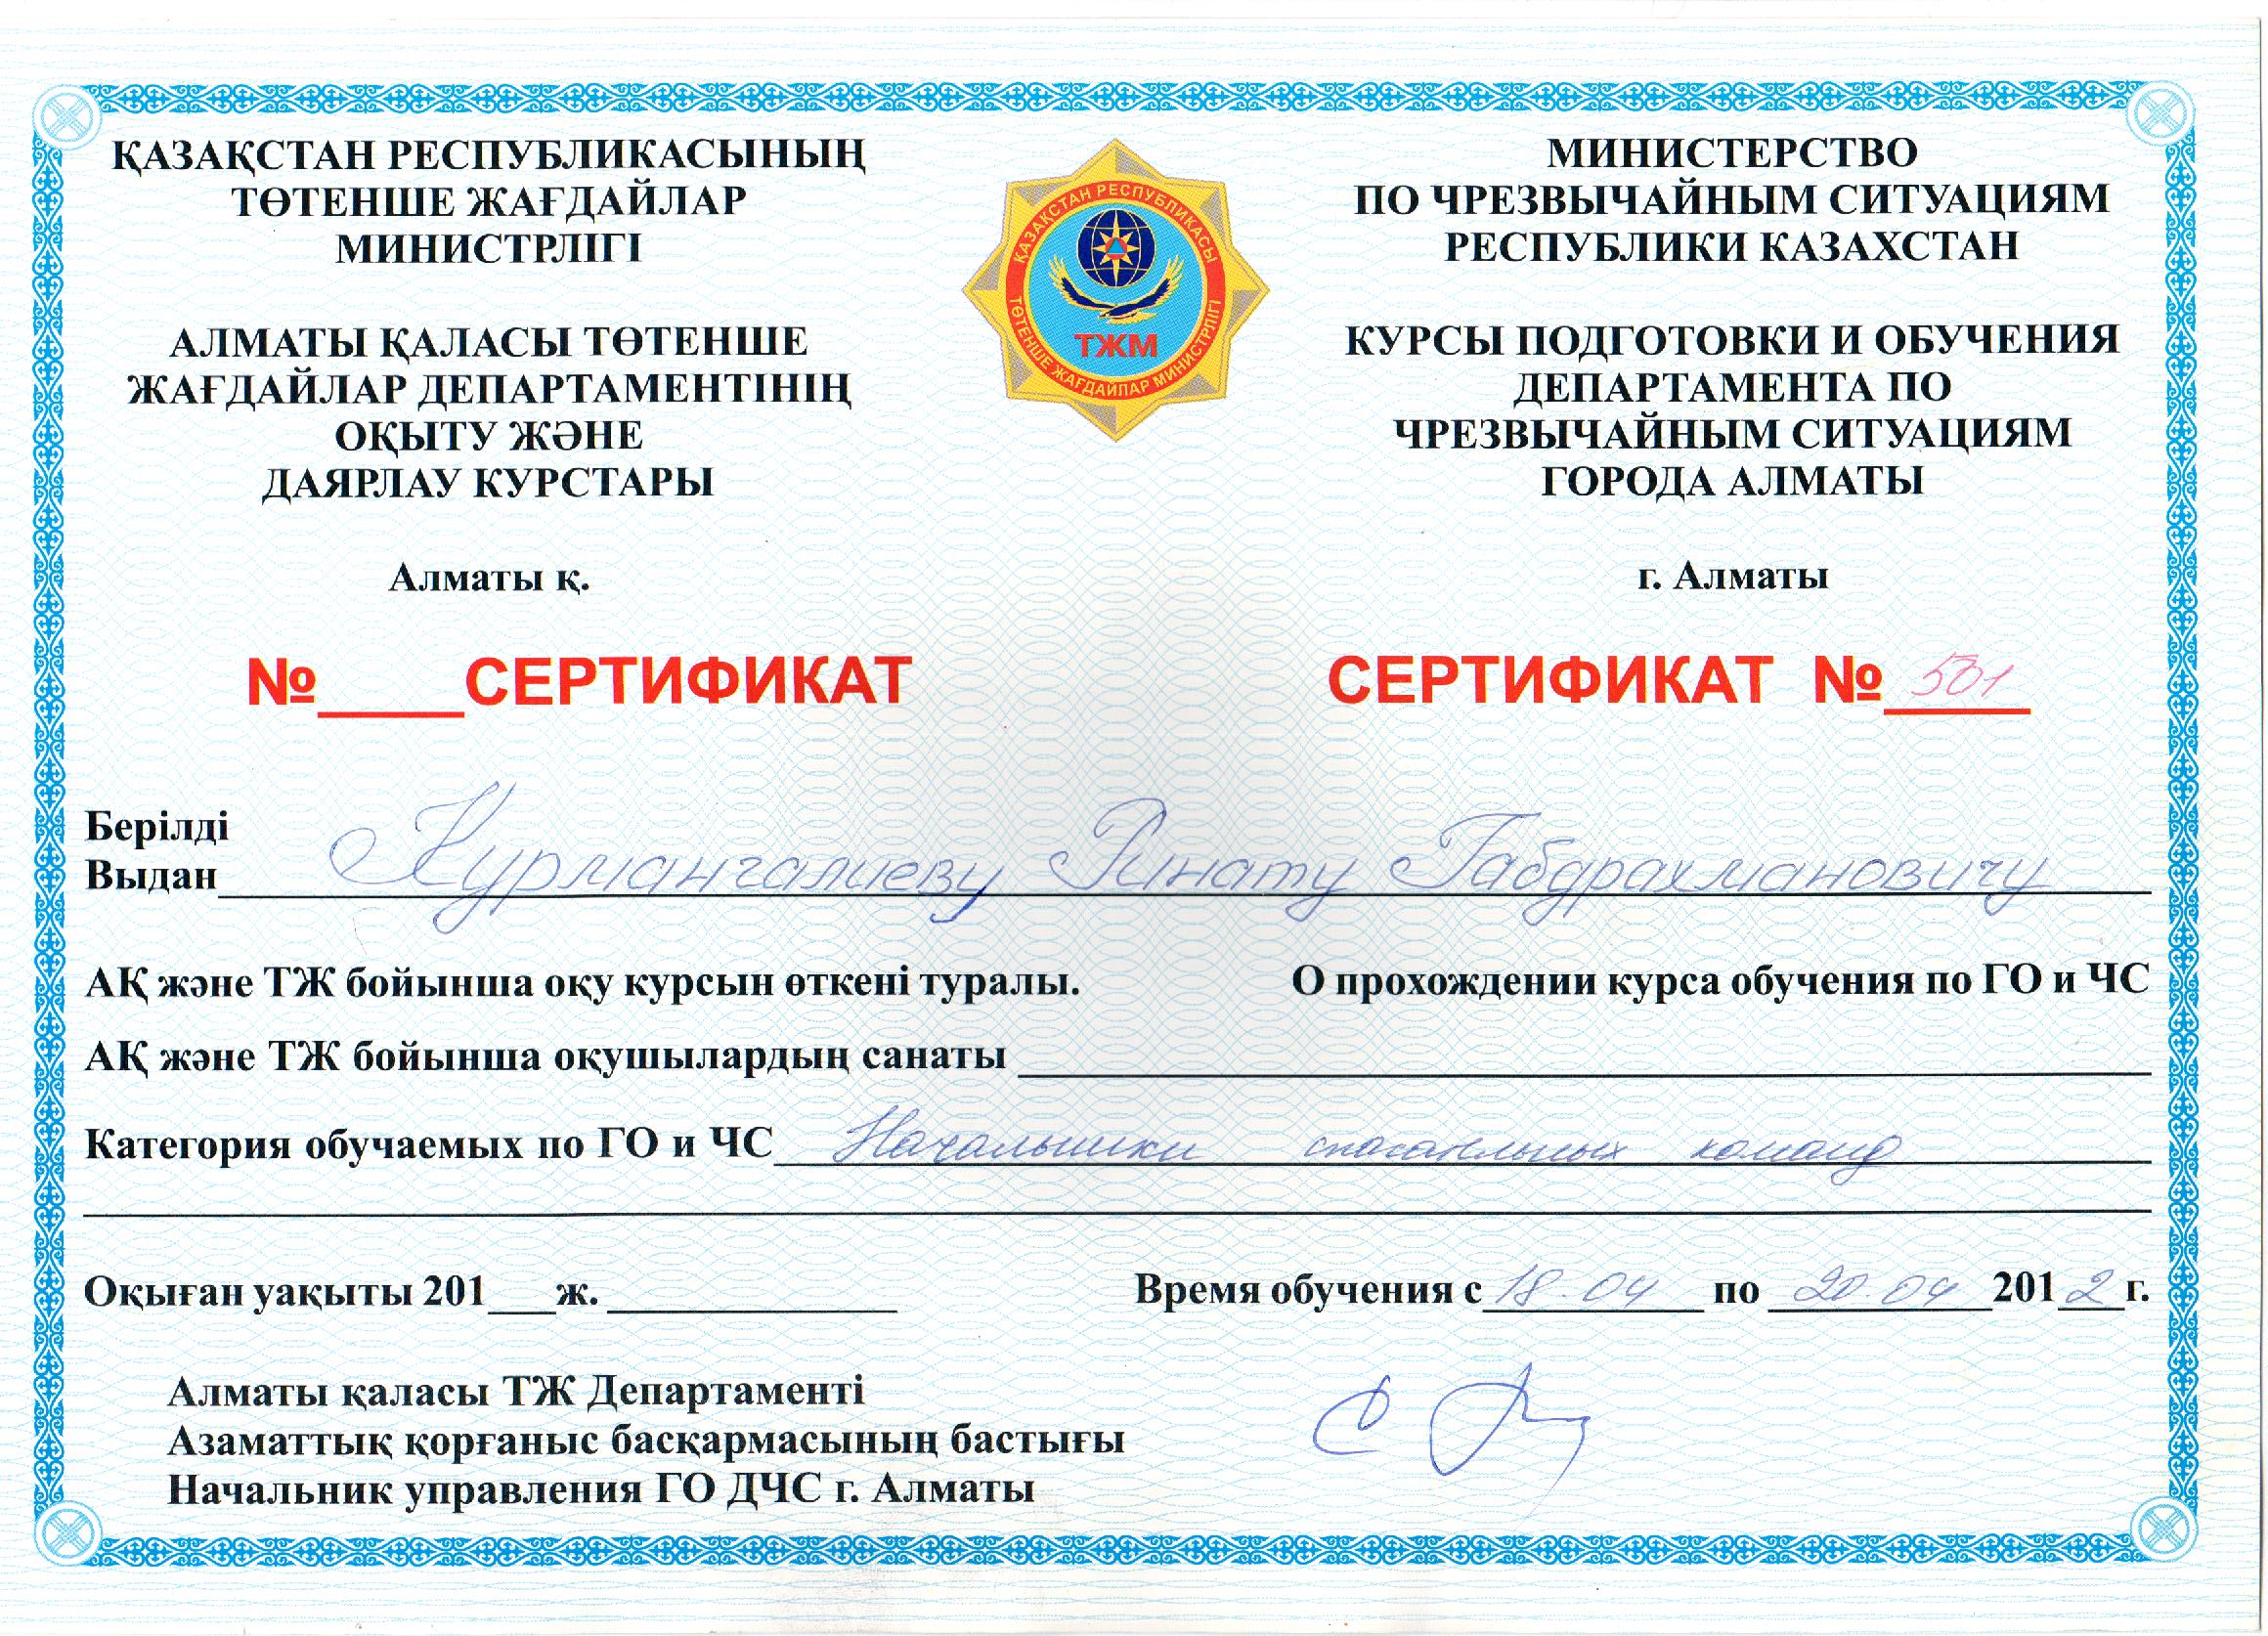 ҚАЗАҚСТАН РЕСПУБЛИКАСЫНЫҢ
ТӨТЕНШЕ ЖАҒДАЙЛАР
МИНИСТРЛІГІ
АЛМАТЫ ҚАЛАСЫ ТӨТЕНШЕ
ЖАҒДАЙЛАР ДЕПАРТАМЕНТІНІҢ
ОҚЫТУ ЖӘНЕ
ДАЯРЛАУ КУРСТАРЫ
Алматы қ.
№_____СЕРТИФИКАТ
ҚАЗАҚСТАН РЕСПУБЛИКАСЫ
ТЖМ
ТӨТЕНШЕ ЖАҒДАЙЛАР МИНИСТРЛІГІ
МИНИСТЕРСТВО
ПО ЧРЕЗВЫЧАЙНЫМ СИТУАЦИЯМ
РЕСПУБЛИКИ КАЗАХСТАН
КУРСЫ ПОДГОТОВКИ И ОБУЧЕНИЯ
ДЕПАРТАМЕНТА ПО
ЧРЕЗВЫЧАЙНЫМ СИТУАЦИЯМ
ГОРОДА АЛМАТЫ
г. Алматы
СЕРТИФИКАТ № 501
Берілді
Выдан Курмангалиеву Ринату Габдрахмановичу
АҚ және ТЖ бойынша оқу курсын өткені туралы. О прохождении курса обучения по ГО и ЧС
АҚ және ТЖ бойынша оқушылардың санаты
Категория обучаемых по ГО и ЧС Начальники спасательных команд
Оқыған уақыты 201___ж. Время обучения с 18.04 по 20.04 2012 г.
Алматы қаласы ТЖ Департаменті
Азаматтық қорғаныс басқармасының бастығы
Начальник управления ГО ДЧС г. Алматы